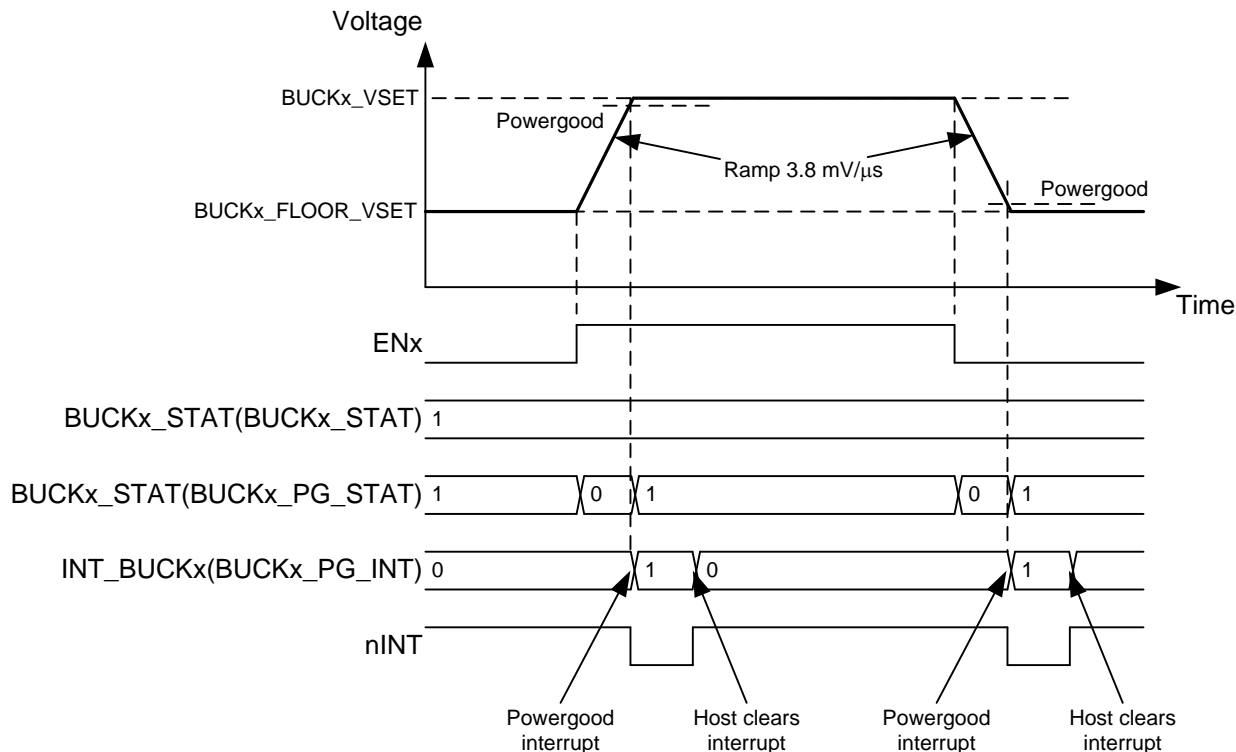 Voltage
BUCKx_VSET
Powergood
Ramp 3.8 mV/μs
Powergood
BUCKx_FLOOR_VSET
Time
ENx
BUCKx_STAT(BUCKx_STAT) 1
BUCKx_STAT(BUCKx_PG_STAT) 1 0 1 0 1
INT_BUCKx(BUCKx_PG_INT) 0 1 0 1
nINT
Powergood
interrupt
Host clears
interrupt
Powergood
interrupt
Host clears
interrupt